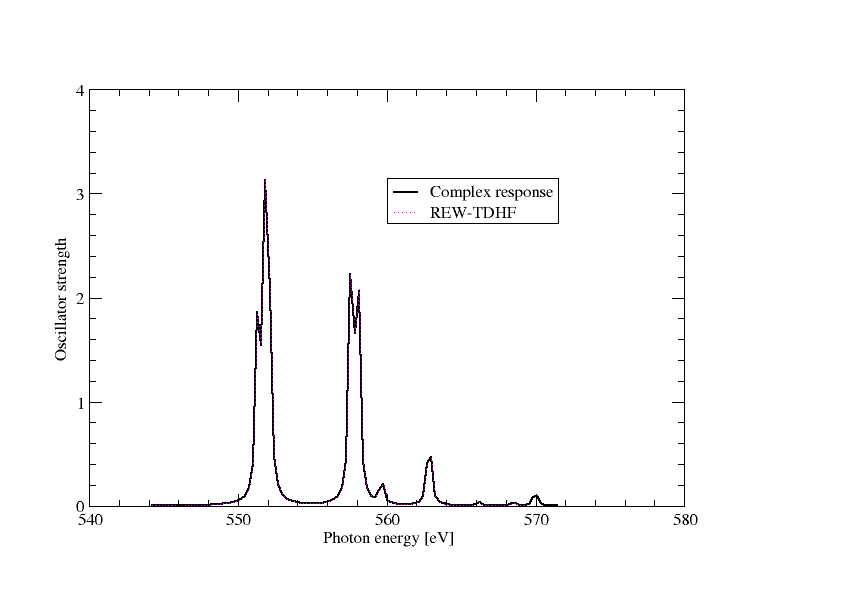 4
3
2
1
0
Oscillator strength
Complex response
REW-TDHF
540
550
560
570
580
Photon energy [eV]